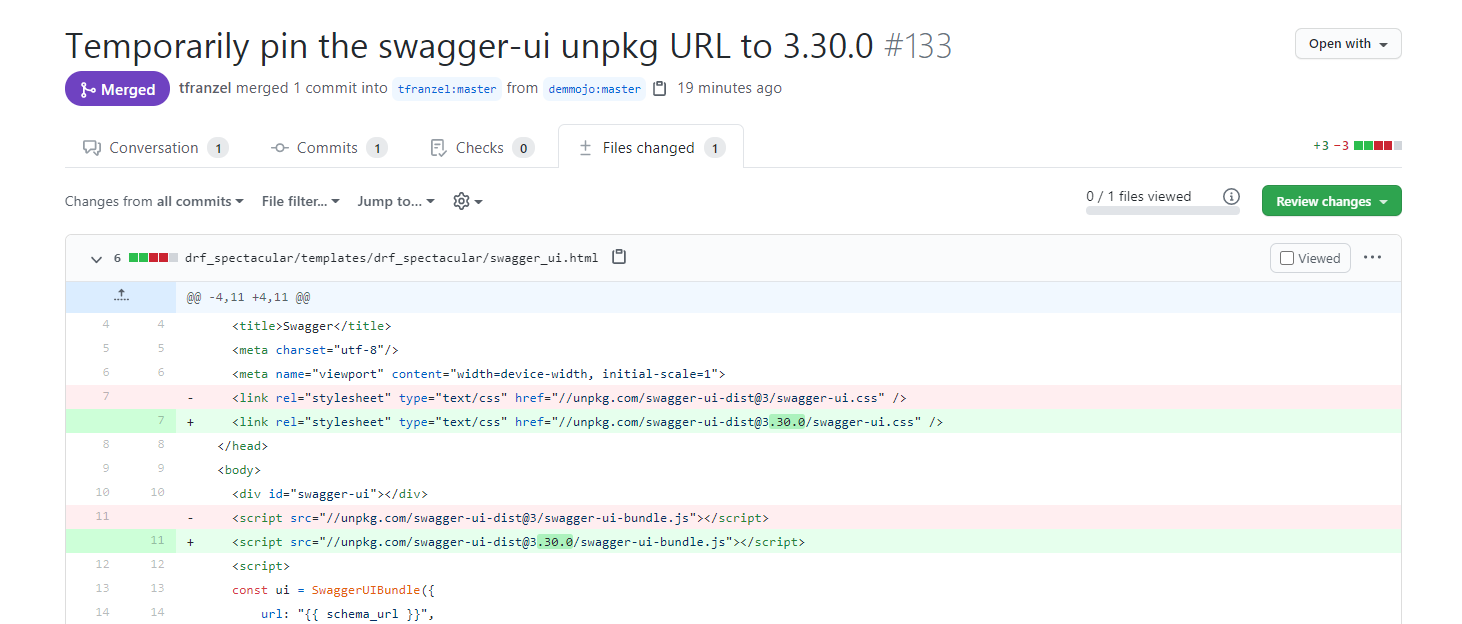 Temporarily pin the swagger-ui unpkg URL to 3.30.0 #133
Open with
Merged tfranzel merged 1 commit into tfranzel:master from demmojo:master 19 minutes ago
Conversation 1 Commits 1 Checks 0 Files changed 1 +3 −3
Changes from all commits File filter... Jump to... 0 / 1 files viewed Review changes
6 drf_spectacular/templates/drf_spectacular/swagger_ui.html Viewed
@@ -4,11 +4,11 @@
4 4 <title>Swagger</title>
5 5 <meta charset="utf-8"/>
6 6 <meta name="viewport" content="width=device-width, initial-scale=1">
7 - <link rel="stylesheet" type="text/css" href="//unpkg.com/swagger-ui-dist@3/swagger-ui.css" />
7 + <link rel="stylesheet" type="text/css" href="//unpkg.com/swagger-ui-dist@3.30.0/swagger-ui.css" />
8 8 </head>
9 9 <body>
10 10 <div id="swagger-ui"></div>
11 - <script src="//unpkg.com/swagger-ui-dist@3/swagger-ui-bundle.js"></script>
11 + <script src="//unpkg.com/swagger-ui-dist@3.30.0/swagger-ui-bundle.js"></script>
12 12 <script>
13 13 const ui = SwaggerUIBundle({
14 14 url: "{{ schema_url }}",